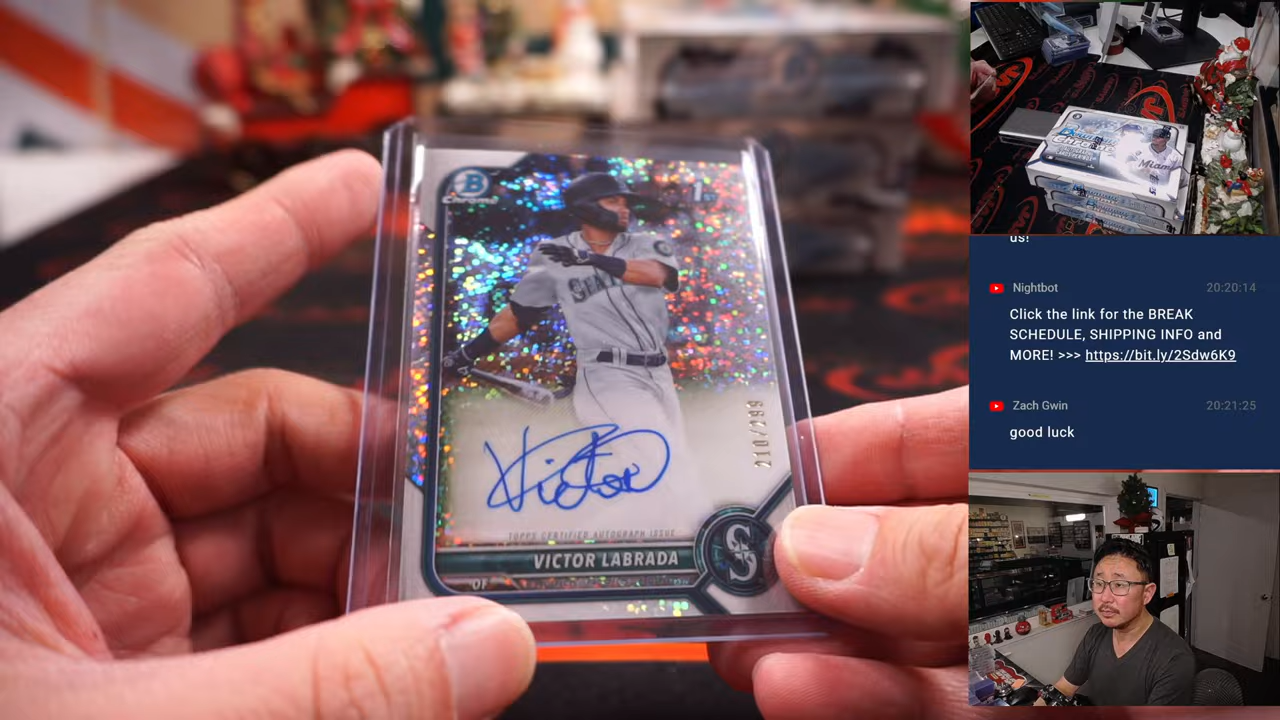 B
Chrome
1st
SEATTLE
210/299
Victor
TOPPS CERTIFIED AUTOGRAPH ISSUE
VICTOR LABRADA
OF
S
Miami
us!
Nightbot
20:20:14
Click the link for the BREAK
SCHEDULE, SHIPPING INFO and
MORE! >>> https://bit.ly/2Sdw6K9
Zach Gwin
20:21:25
good luck